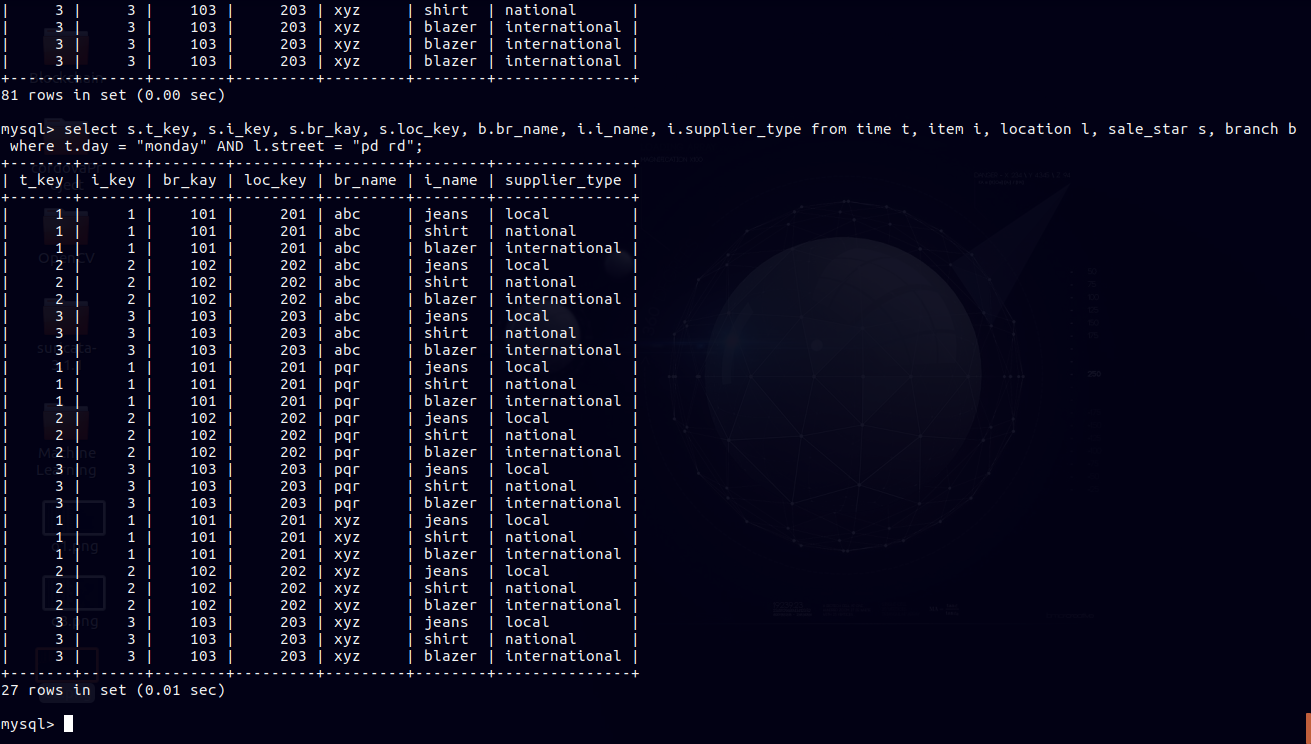 |     3 |     3 |    103 |     203 | xyz     | shirt  | national      |
|     3 |     3 |    103 |     203 | xyz     | blazer | international |
|     3 |     3 |    103 |     203 | xyz     | blazer | international |
|     3 |     3 |    103 |     203 | xyz     | blazer | international |
+-------+-------+--------+---------+---------+--------+---------------+
81 rows in set (0.00 sec)
mysql> select s.t_key, s.i_key, s.br_kay, s.loc_key, b.br_name, i.i_name, i.supplier_type from time t, item i, location l, sale_star s, branch b
 where t.day = "monday" AND l.street = "pd rd";
+-------+-------+--------+---------+---------+--------+---------------+
| t_key | i_key | br_kay | loc_key | br_name | i_name | supplier_type |
+-------+-------+--------+---------+---------+--------+---------------+
|     1 |     1 |    101 |     201 | abc     | jeans  | local         |
|     1 |     1 |    101 |     201 | abc     | shirt  | national      |
|     1 |     1 |    101 |     201 | abc     | blazer | international |
|     2 |     2 |    102 |     202 | abc     | jeans  | local         |
|     2 |     2 |    102 |     202 | abc     | shirt  | national      |
|     2 |     2 |    102 |     202 | abc     | blazer | international |
|     3 |     3 |    103 |     203 | abc     | jeans  | local         |
|     3 |     3 |    103 |     203 | abc     | shirt  | national      |
|     3 |     3 |    103 |     203 | abc     | blazer | international |
|     1 |     1 |    101 |     201 | pqr     | jeans  | local         |
|     1 |     1 |    101 |     201 | pqr     | shirt  | national      |
|     1 |     1 |    101 |     201 | pqr     | blazer | international |
|     2 |     2 |    102 |     202 | pqr     | jeans  | local         |
|     2 |     2 |    102 |     202 | pqr     | shirt  | national      |
|     2 |     2 |    102 |     202 | pqr     | blazer | international |
|     3 |     3 |    103 |     203 | pqr     | jeans  | local         |
|     3 |     3 |    103 |     203 | pqr     | shirt  | national      |
|     3 |     3 |    103 |     203 | pqr     | blazer | international |
|     1 |     1 |    101 |     201 | xyz     | jeans  | local         |
|     1 |     1 |    101 |     201 | xyz     | shirt  | national      |
|     1 |     1 |    101 |     201 | xyz     | blazer | international |
|     2 |     2 |    102 |     202 | xyz     | jeans  | local         |
|     2 |     2 |    102 |     202 | xyz     | shirt  | national      |
|     2 |     2 |    102 |     202 | xyz     | blazer | international |
|     3 |     3 |    103 |     203 | xyz     | jeans  | local         |
|     3 |     3 |    103 |     203 | xyz     | shirt  | national      |
|     3 |     3 |    103 |     203 | xyz     | blazer | international |
+-------+-------+--------+---------+---------+--------+---------------+
27 rows in set (0.01 sec)
mysql>
OpenCV
Machine
Learning